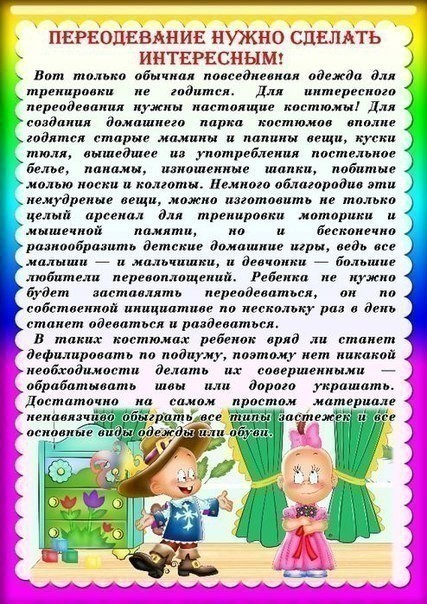 ПЕРЕОДЕВАНИЕ НУЖНО СДЕЛАТЬ
ИНТЕРЕСНЫМ!
Вот только обычная повседневная одежда для
тренировки не годится. Для интересного
переодевания нужны настоящие костюмы! Для
создания домашнего парка костюмов вполне
годятся старые мамины и папины вещи, куски
тюля, вышедшее из употребления постельное
белье, панамы, изношенные шапки, побитые
молью носки и колготы. Немного облагородив эти
немудреные вещи, можно изготовить не только
целый арсенал для тренировки моторики и
мышечной памяти, но и бесконечно
разнообразить детские домашние игры, ведь все
малыши — и мальчишки, и девчонки — большие
любители перевоплощений. Ребенка не нужно
будет заставлять переодеваться, он по
собственной инициативе по нескольку раз в день
станет одеваться и раздеваться.
В таких костюмах ребенок вряд ли станет
дефилировать по подиуму, поэтому нет никакой
необходимости делать их совершенными —
обрабатывать швы или дорого украшать.
Достаточно на самом простом материале
ненавязчиво обыграть все типы застежек и все
основные виды одежды или обуви.